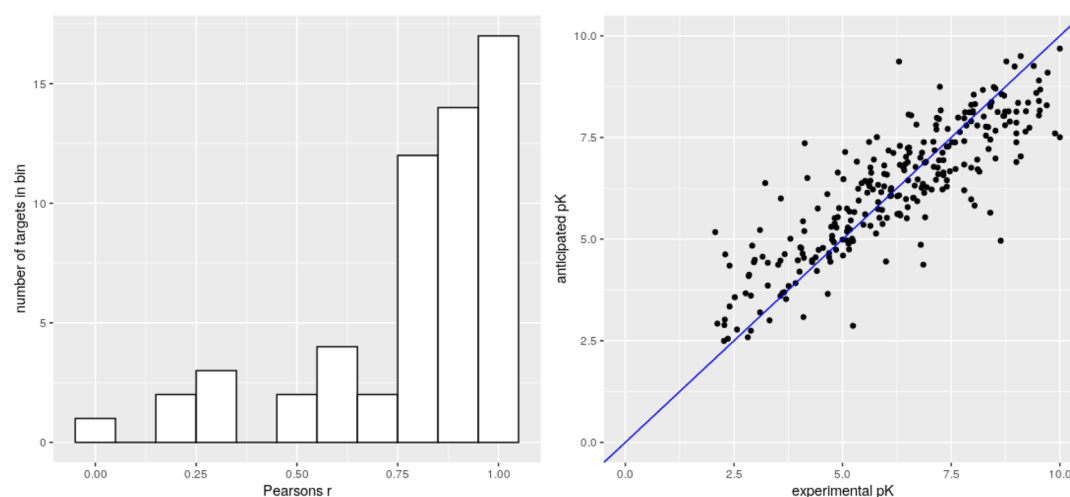 number of targets in bin
15
10
5
0
0.00 0.25 0.50 0.75 1.00
Pearsons r
anticipated pK
10.0
7.5
5.0
2.5
0.0
0.0 2.5 5.0 7.5 10.0
experimental pK